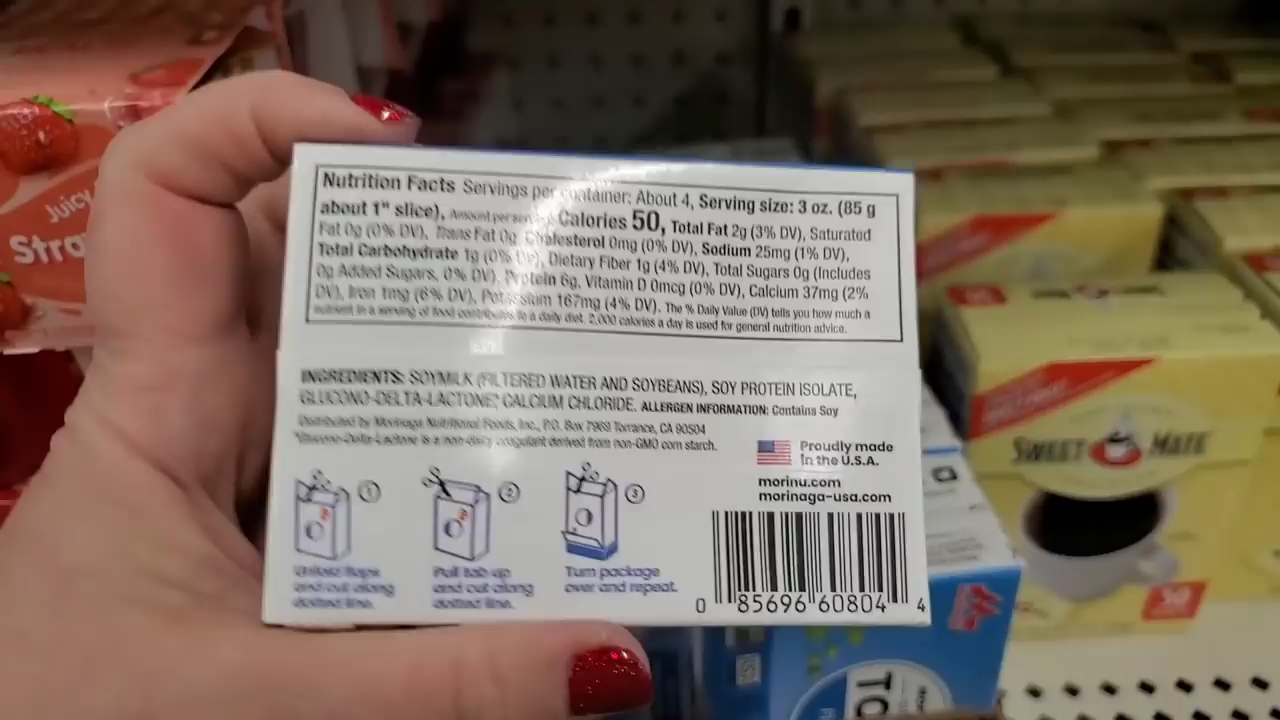 Nutrition Facts Servings per container: About 4, Serving size: 3 oz. (85 g
about 1" slice), Amount per serving Calories 50, Total Fat 2g (3% DV), Saturated
Fat 0g (0% DV), Trans Fat 0g, Cholesterol 0mg (0% DV), Sodium 25mg (1% DV),
Total Carbohydrate 1g (0% DV), Dietary Fiber 1g (4% DV), Total Sugars 0g (Includes
0g Added Sugars, 0% DV), Protein 6g, Vitamin D 0mcg (0% DV), Calcium 37mg (2%
DV), Iron 1mg (6% DV), Potassium 167mg (4% DV). The % Daily Value (DV) tells you how much a
nutrient in a serving of food contributes to a daily diet. 2,000 calories a day is used for general nutrition advice.
INGREDIENTS: SOYMILK (FILTERED WATER AND SOYBEANS), SOY PROTEIN ISOLATE,
GLUCONO-DELTA-LACTONE*, CALCIUM CHLORIDE. ALLERGEN INFORMATION: Contains Soy
Distributed by Morinaga Nutritional Foods, Inc., P.O. Box 7969 Torrance, CA 90504
*Glucono-Delta-Lactone is a non-dairy coagulant derived from non-GMO corn starch.
Proudly made
in the U.S.A.
morinu.com
morinaga-usa.com
1
2
3
Unfold flaps
and cut along
dotted line.
Pull tab up
and cut along
dotted line.
Turn package
over and repeat.
0 85696 60804 4
Juicy
Stra
SWEET MATE
50
TO